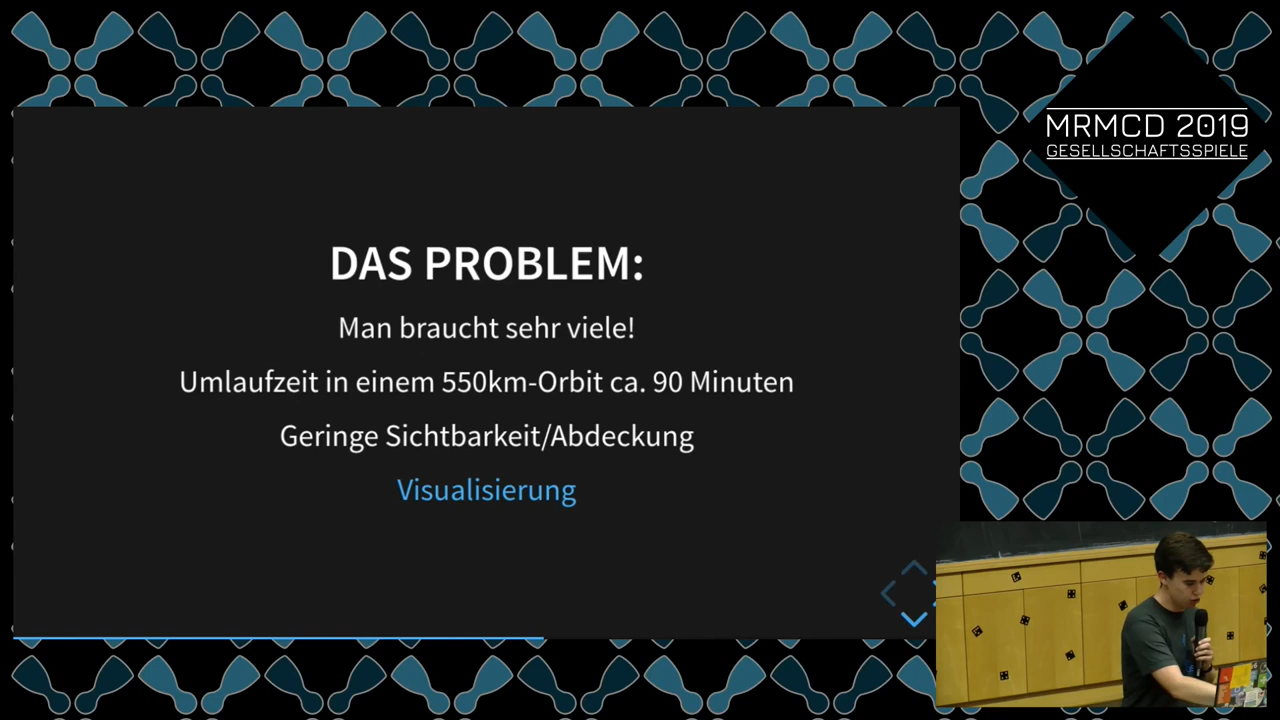 MRMCD 2019
GESELLSCHAFTSSPIELE
DAS PROBLEM:
Man braucht sehr viele!
Umlaufzeit in einem 550km-Orbit ca. 90 Minuten
Geringe Sichtbarkeit/Abdeckung
Visualisierung